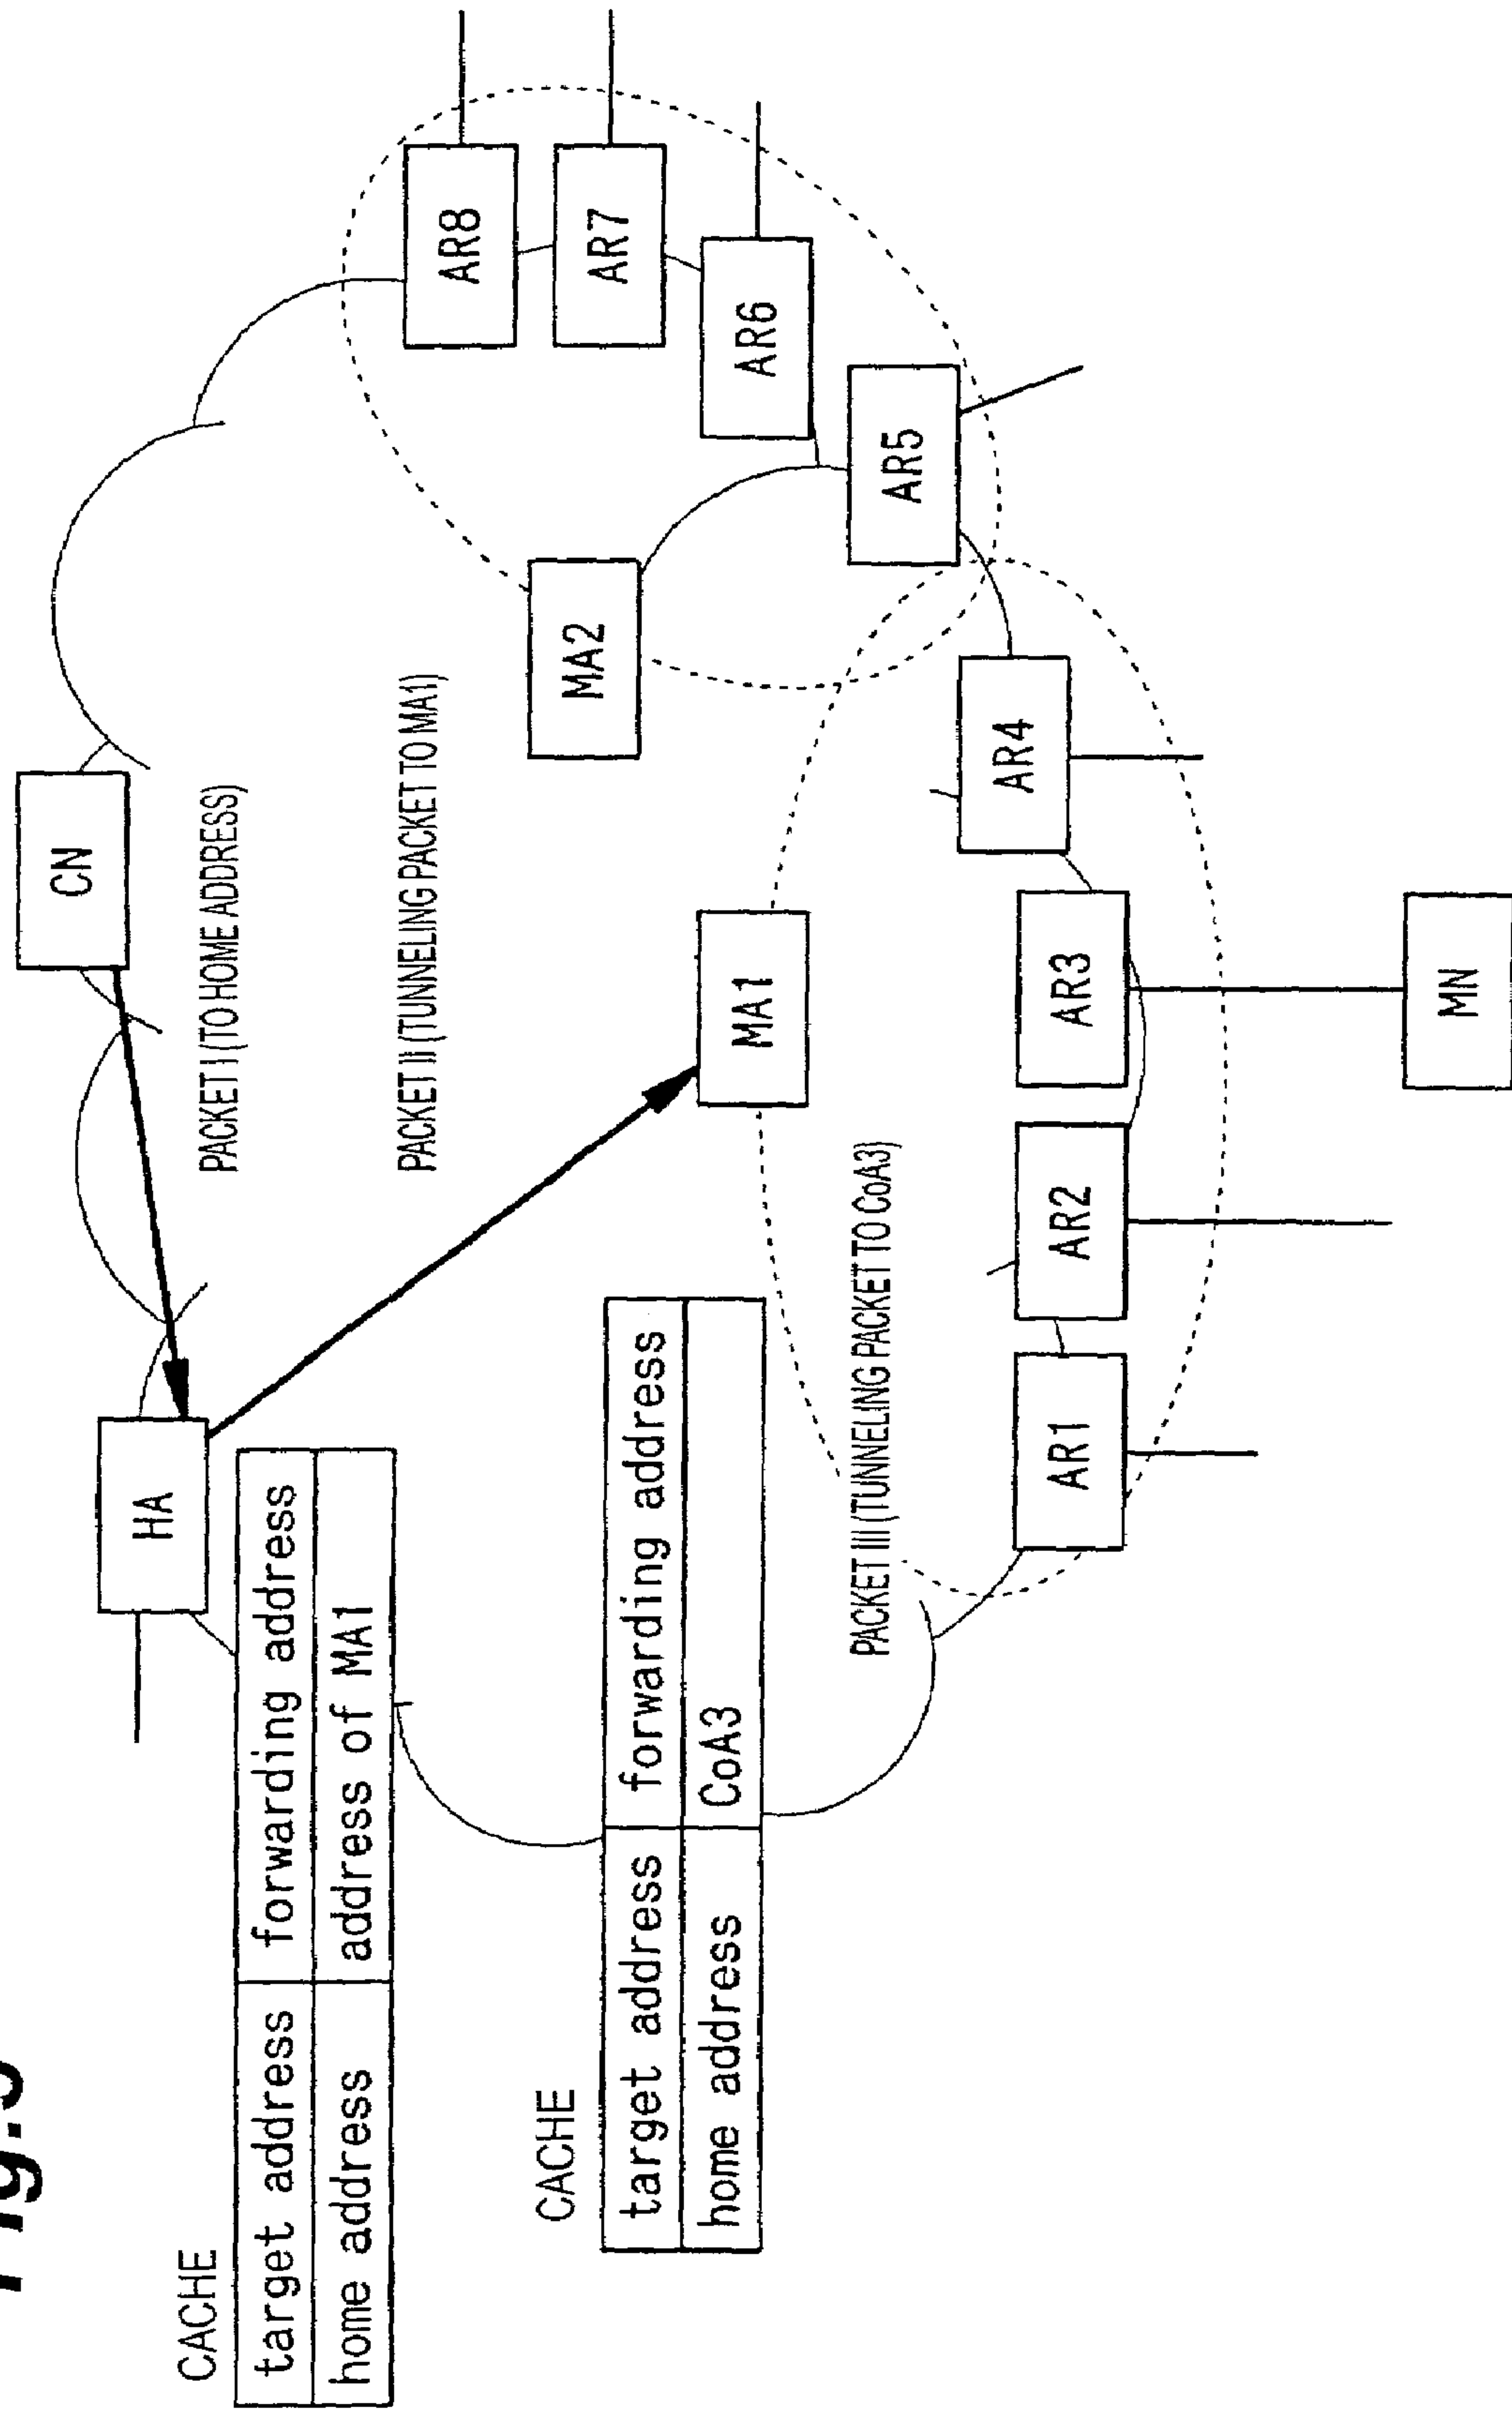 CN
HA
PACKET I (TO HOME ADDRESS)
PACKET II (TUNNELING PACKET TO MA1)
CACHE
target address forwarding address
home address address of MA1
CACHE
target address forwarding address
home address CoA3
PACKET III (TUNNELING PACKET TO CoA3)
MA1
MA2
AR1
AR2
AR3
AR4
AR5
AR6
AR7
AR8
MN